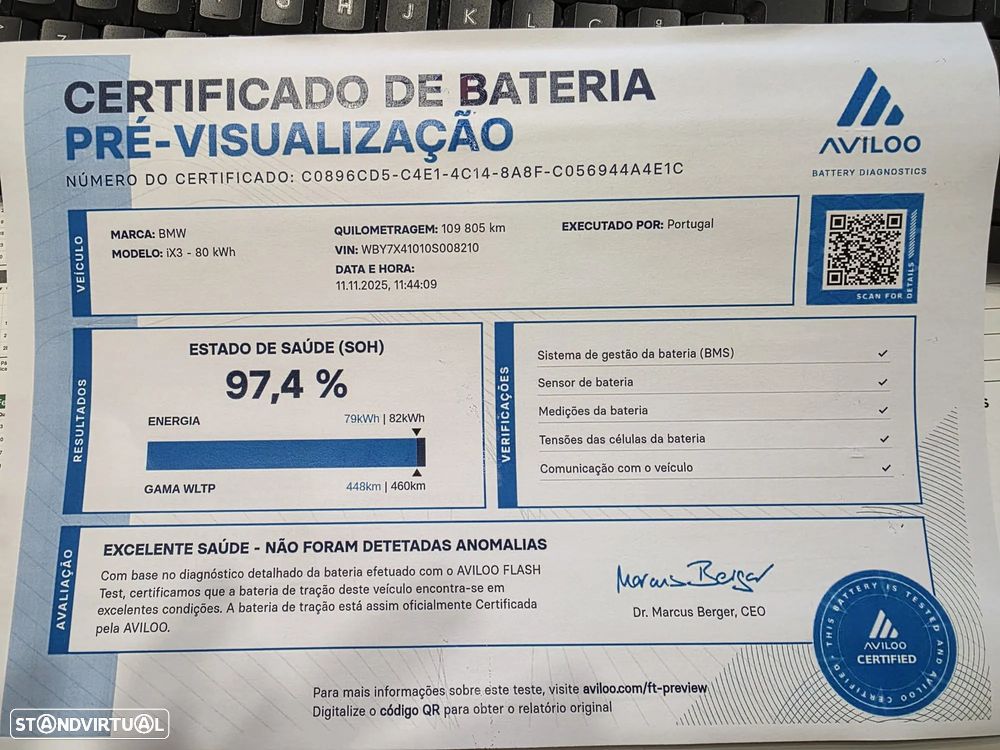 H J K L
CERTIFICADO DE BATERIA
PRÉ-VISUALIZAÇÃO
NÚMERO DO CERTIFICADO: C0896CD5-C4E1-4C14-8A8F-C056944A4E1C
AVILOO
BATTERY DIAGNOSTICS
VEÍCULO
MARCA: BMW
MODELO: iX3 - 80 kWh
QUILOMETRAGEM: 109 805 km
VIN: WBY7X41010S008210
DATA E HORA:
11.11.2025, 11:44:09
EXECUTADO POR: Portugal
SCAN FOR DETAILS
RESULTADOS
ESTADO DE SAÚDE (SOH)
97,4 %
ENERGIA 79kWh | 82kWh
GAMA WLTP 448km | 460km
VERIFICAÇÕES
Sistema de gestão da bateria (BMS)
Sensor de bateria
Medições da bateria
Tensões das células da bateria
Comunicação com o veículo
AVALIAÇÃO
EXCELENTE SAÚDE - NÃO FORAM DETETADAS ANOMALIAS
Com base no diagnóstico detalhado da bateria efetuado com o AVILOO FLASH
Test, certificamos que a bateria de tração deste veículo encontra-se em
excelentes condições. A bateria de tração está assim oficialmente Certificada
pela AVILOO.
Marcus Berger
Dr. Marcus Berger, CEO
THIS BATTERY IS TESTED AND AVILOO CERTIFIED
AVILOO
CERTIFIED
Para mais informações sobre este teste, visite aviloo.com/ft-preview
Digitalize o código QR para obter o relatório original
STANDVIRTUAL